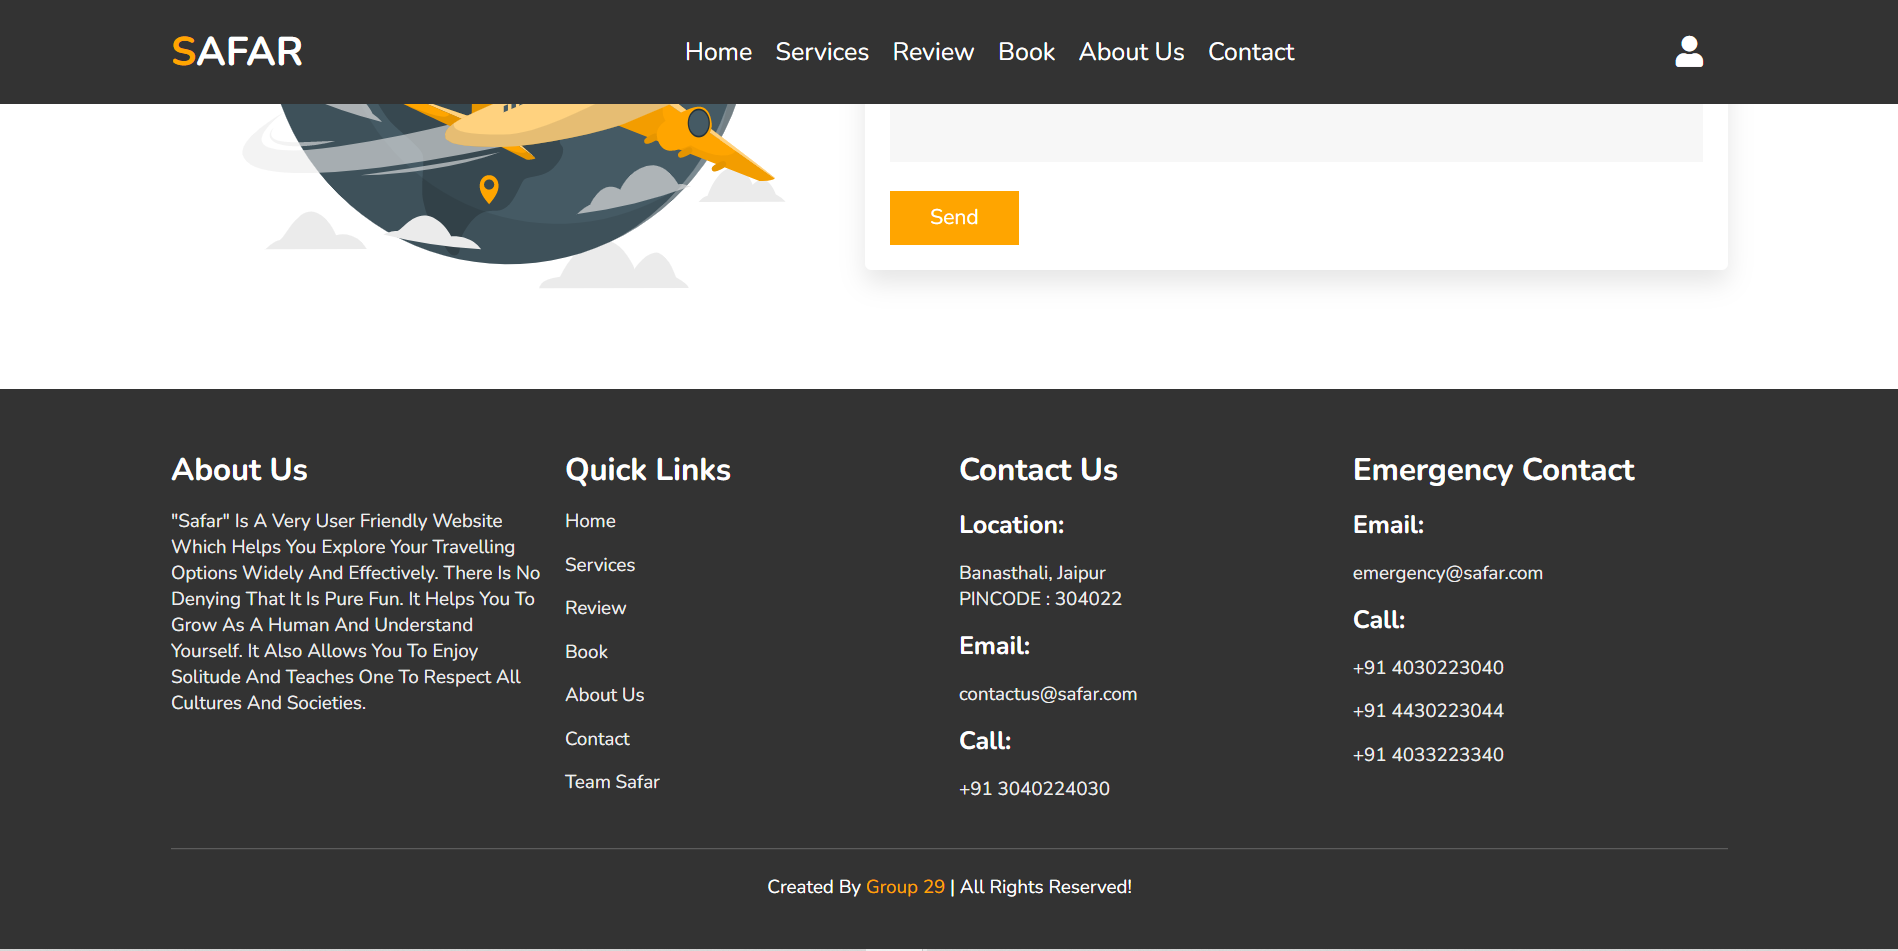 SAFAR
Home Services Review Book About Us Contact
Send
About Us
"Safar" Is A Very User Friendly Website
Which Helps You Explore Your Travelling
Options Widely And Effectively. There Is No
Denying That It Is Pure Fun. It Helps You To
Grow As A Human And Understand
Yourself. It Also Allows You To Enjoy
Solitude And Teaches One To Respect All
Cultures And Societies.
Quick Links
Home
Services
Review
Book
About Us
Contact
Team Safar
Contact Us
Location:
Banasthali, Jaipur
PINCODE : 304022
Email:
contactus@safar.com
Call:
+91 3040224030
Emergency Contact
Email:
emergency@safar.com
Call:
+91 4030223040
+91 4430223044
+91 4033223340
Created By Group 29 | All Rights Reserved!